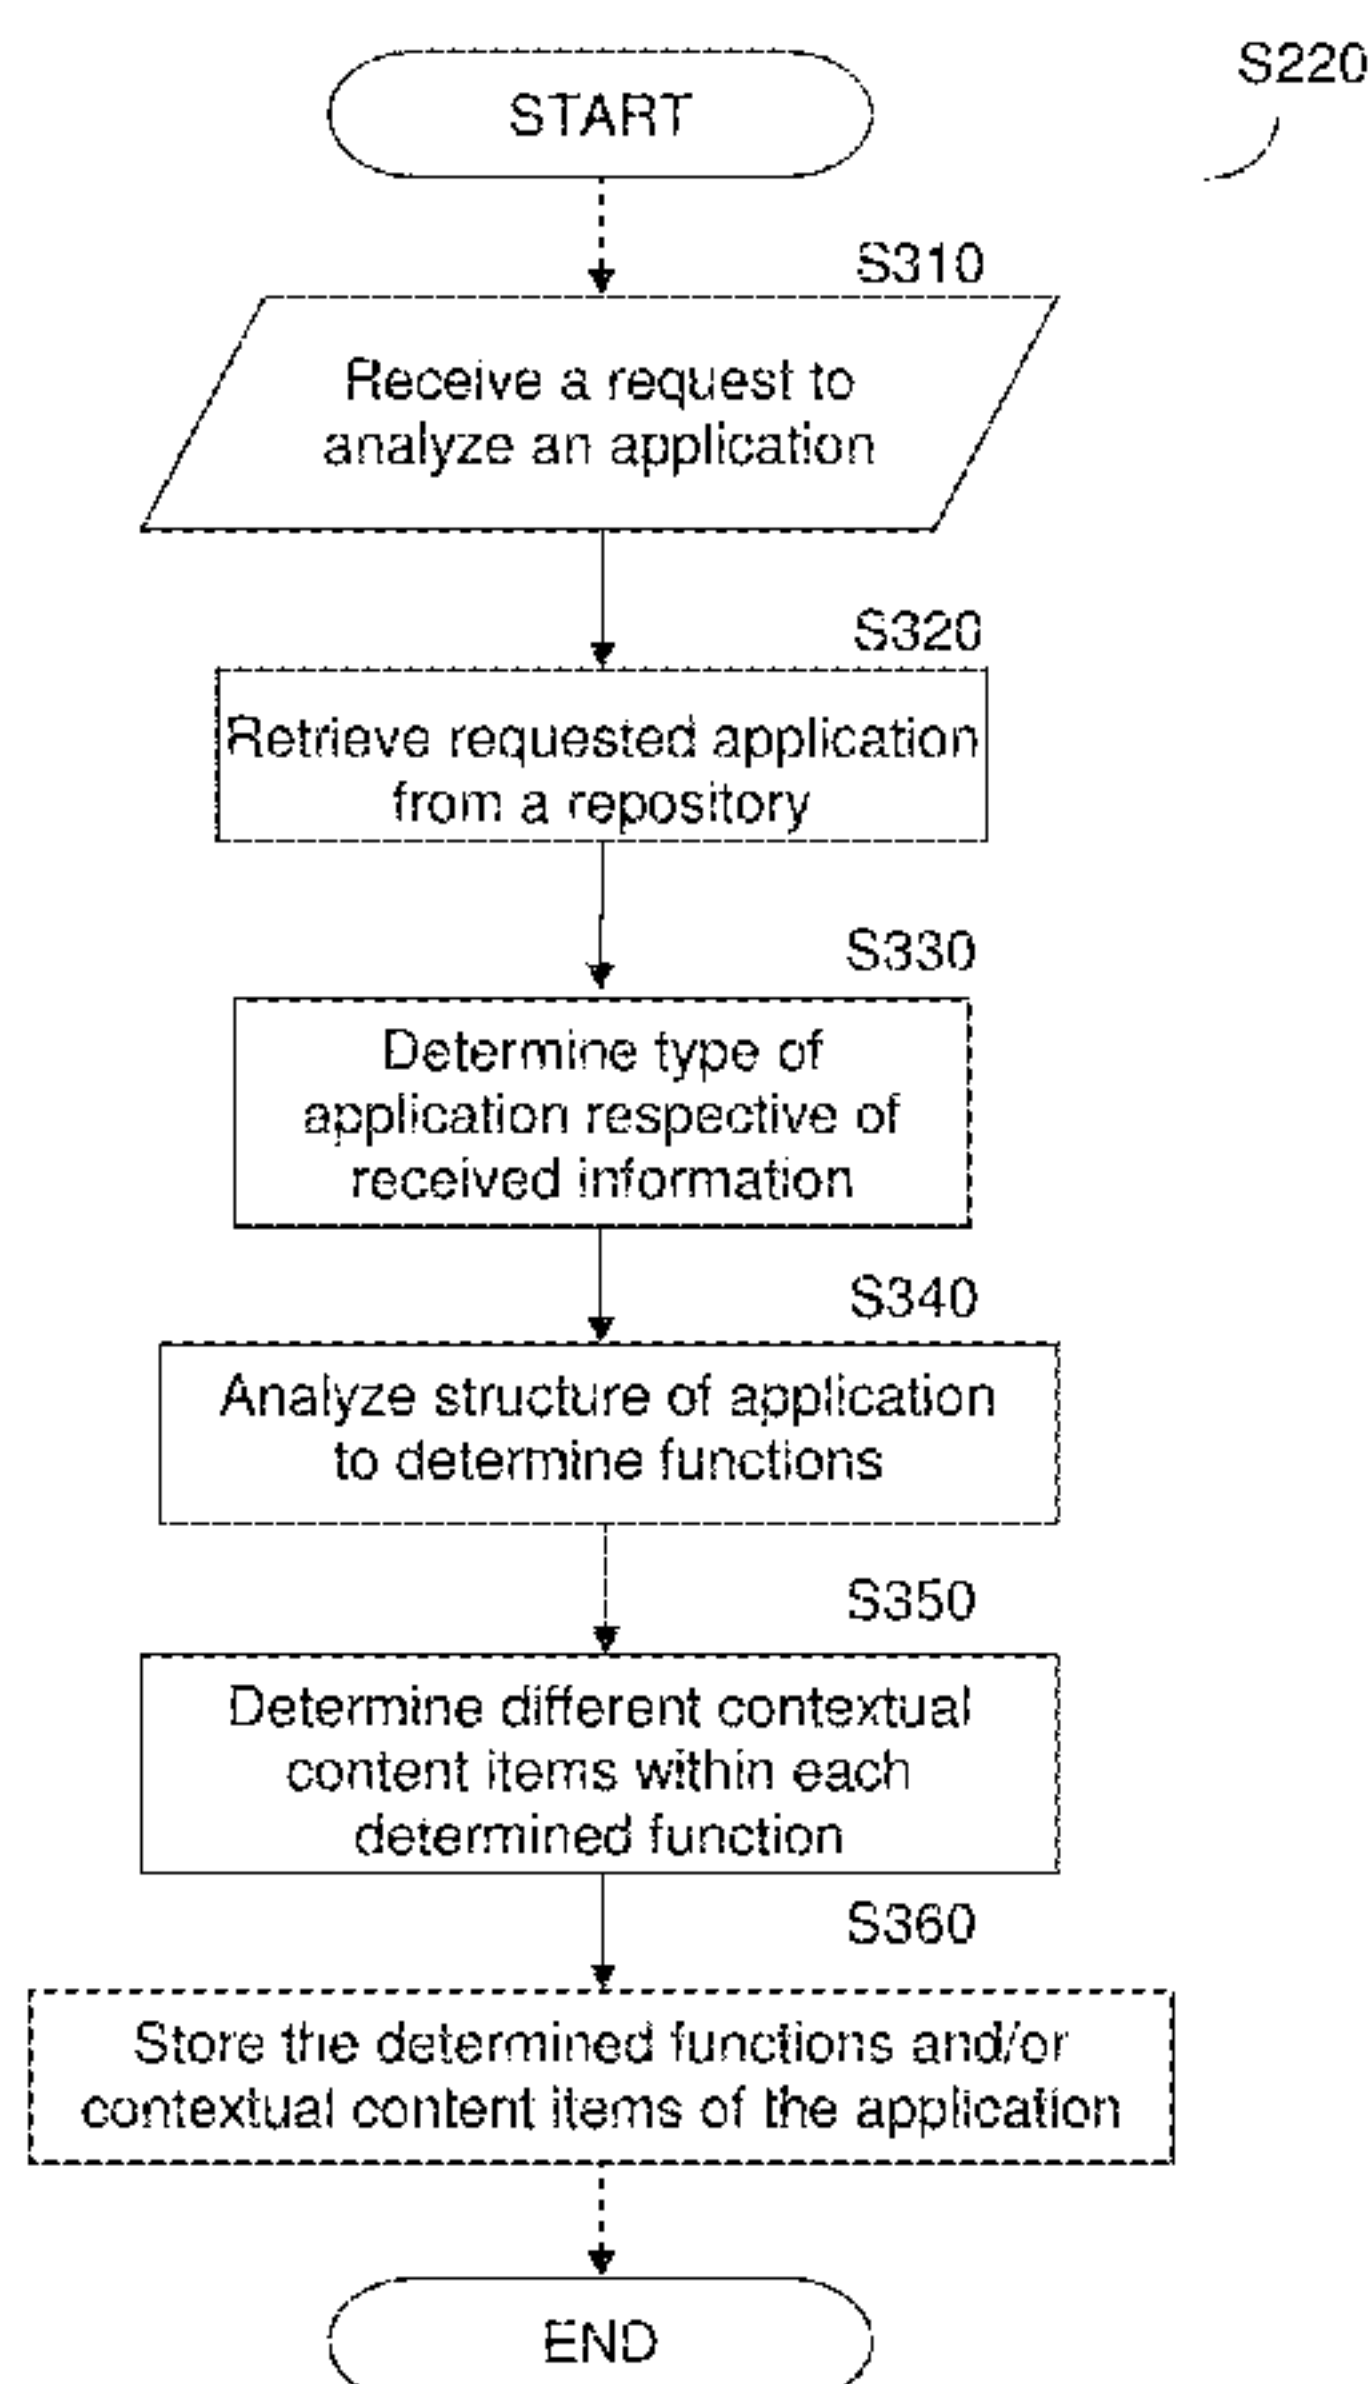 START
S220
S310
Receive a request to
analyze an application
S320
Retrieve requested application
from a repository
S330
Determine type of
application respective of
received information
S340
Analyze structure of application
to determine functions
S350
Determine different contextual
content items within each
determined function
S360
Store the determined functions and/or
contextual content items of the application
END